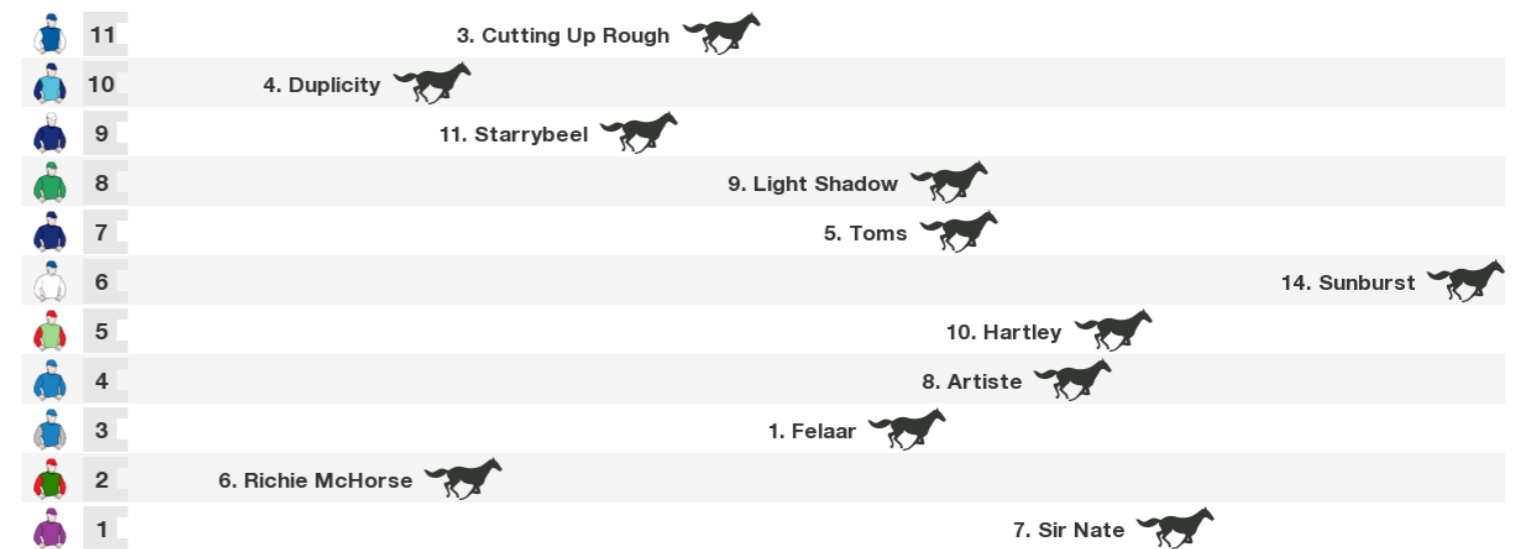 11 3. Cutting Up Rough
10 4. Duplicity
9 11. Starrybeel
8 9. Light Shadow
7 5. Toms
6 14. Sunburst
5 10. Hartley
4 8. Artiste
3 1. Felaar
2 6. Richie McHorse
1 7. Sir Nate